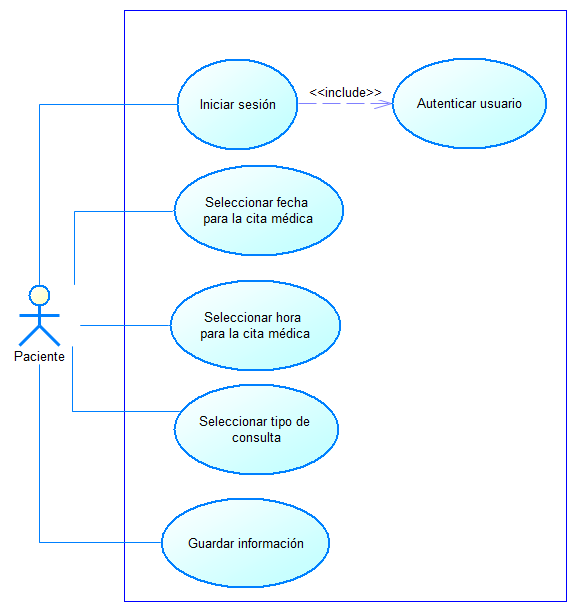 Iniciar sesión
<<include>>
Autenticar usuario
Seleccionar fecha
para la cita médica
Seleccionar hora
para la cita médica
Paciente
Seleccionar tipo de
consulta
Guardar información